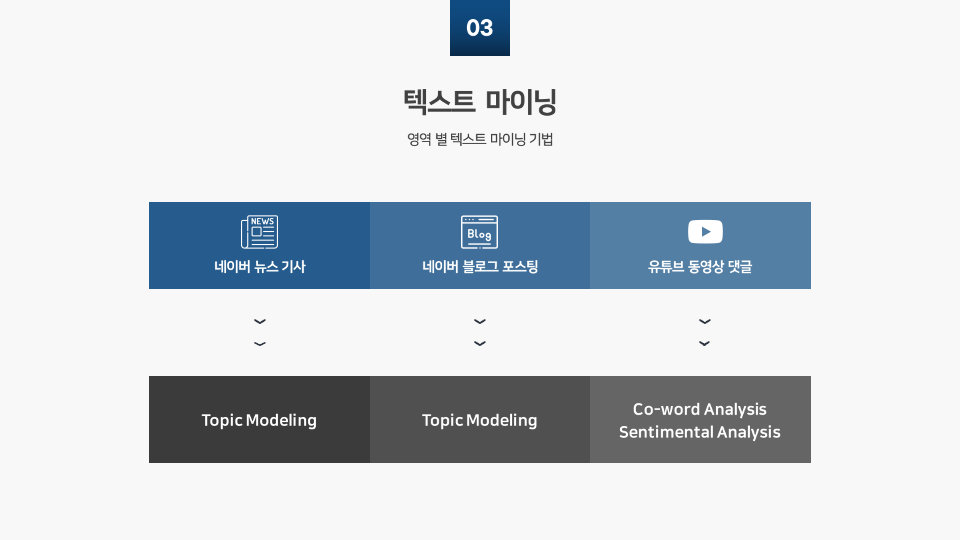 03
텍스트 마이닝
영역 별 텍스트 마이닝 기법
NEWS
Blog
네이버 뉴스 기사
네이버 블로그 포스팅
유튜브 동영상 댓글
Topic Modeling
Topic Modeling
Co-word Analysis
Sentimental Analysis